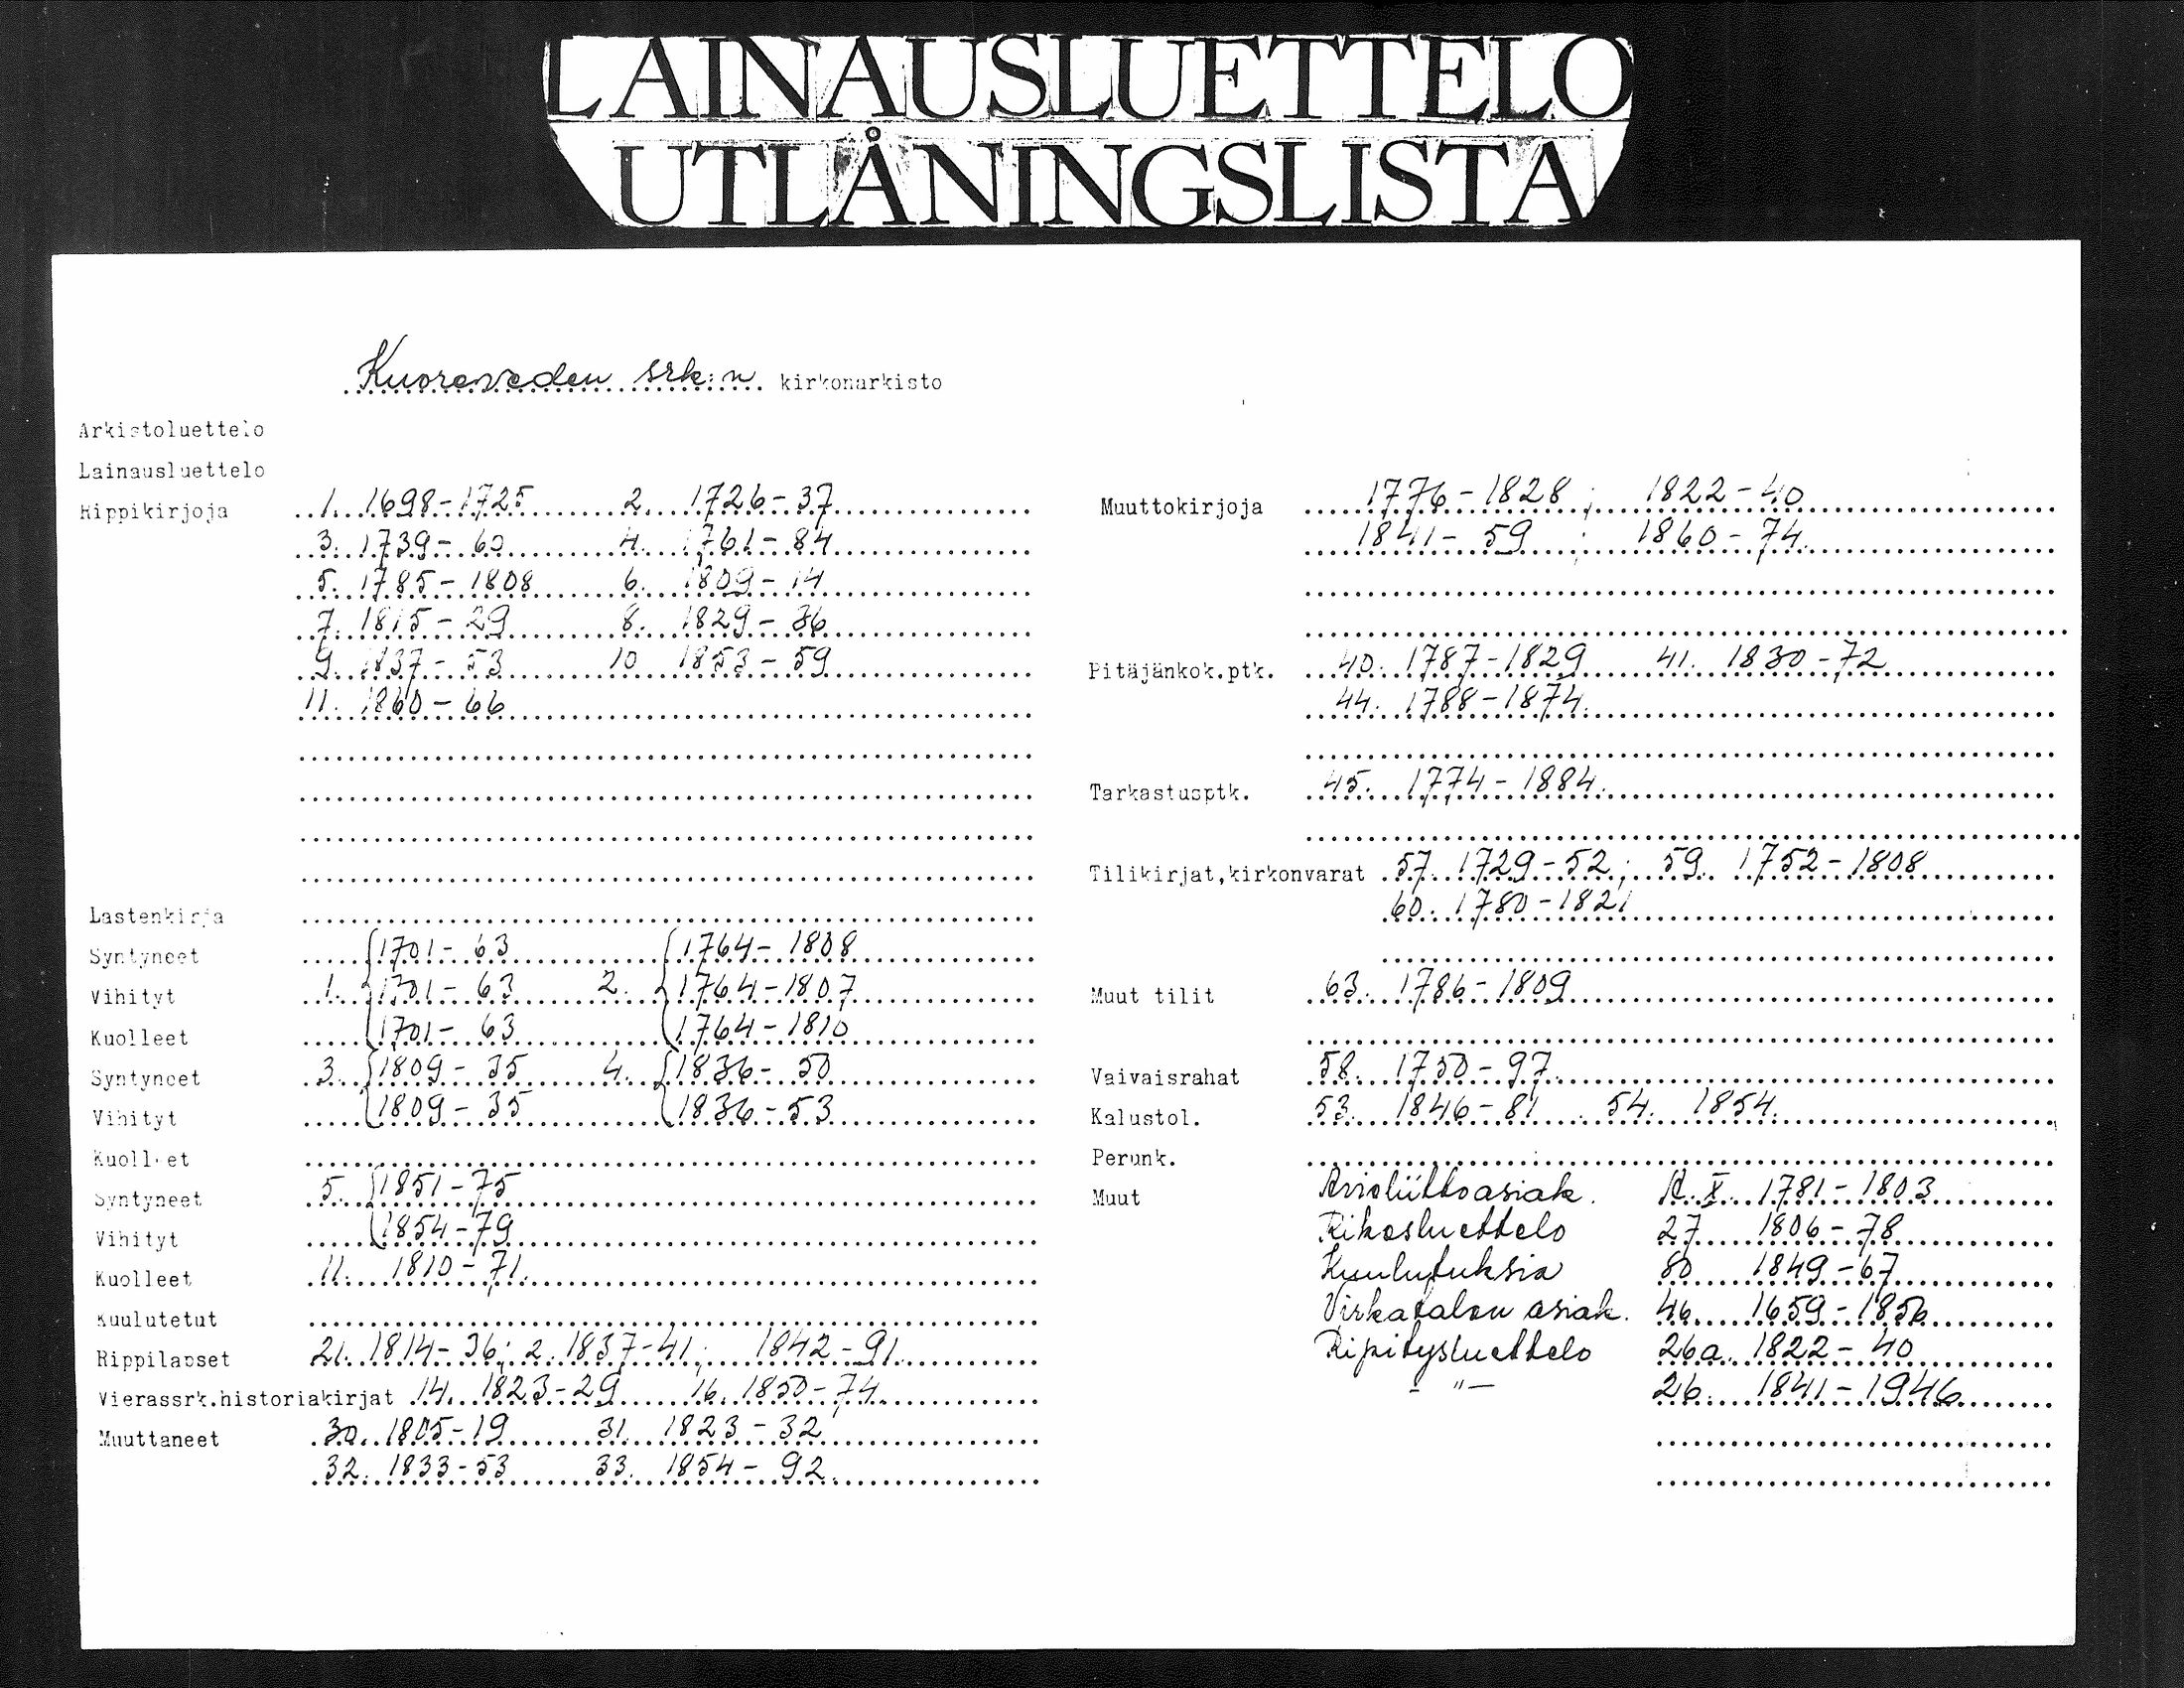 LAINAUSLUETTELO
UTLÅNINGSLISTA
Kuoreveden srk:n kirkonarkisto
Arkistoluettelo
Lainausluettelo
Rippikirjoja 1. 1698-1725 2. 1726-37
3. 1739-60 4. 1761-84
5. 1785-1808 6. 1809-14
7. 1815-29 8. 1829-36
9. 1837-53 10 1853-59
11. 1860-66
Lastenkirja
Syntyneet 1701-63 1764-1808
Vihityt 1. 1701-63 2. 1764-1807
Kuolleet 1701-63 1764-1810
Syntyneet 3. 1809-35 4. 1836-50
Vihityt 1809-35 1836-53
Kuolleet
Syntyneet 5. 1851-75
Vihityt 1854-79
Kuolleet 11. 1810-71.
Kuulutetut
Rippilapset 21. 1814-36; 2. 1837-41; 1842-91.
Vierassrk.historiakirjat 14. 1823-29 16. 1850-74.
Muuttaneet 30. 1805-19 31. 1823-32
32. 1833-53 33. 1854-92.
Muuttokirjoja 1776-1828; 1822-40
1841-59; 1860-74.
Pitäjänkok.ptk. 40. 1787-1829 41. 1830-72
44. 1788-1874.
Tarkastusptk. 45. 1774-1884.
Tilikirjat,kirkonvarat 57. 1729-52; 59. 1752-1808
60. 1780-1821
Muut tilit 63. 1786-1809
Vaivaisrahat 58. 1750-97.
Kalustol. 53. 1846-81 54. 1854.
Perunk.
Muut Avioliittoasiak. R.X. 1781-1803
Rikosluettelo 27 1806-78
Kuulutuksia 80 1849-67
Virkatalon asiak. 46. 1659-1856
Ripitysluettelo 26a. 1822-40
-"- 26. 1841-1946